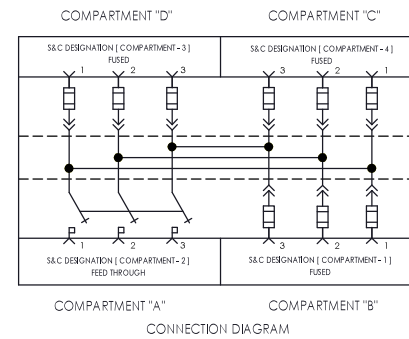 COMPARTMENT "D"
COMPARTMENT "C"
S&C DESIGNATION ( COMPARTMENT- 3 )
FUSED
S&C DESIGNATION ( COMPARTMENT- 4 )
FUSED
1 2 3
3 2 1
1 2 3
3 2 1
S&C DESIGNATION ( COMPARTMENT- 2 )
FEED THROUGH
S&C DESIGNATION ( COMPARTMENT- 1 )
FUSED
COMPARTMENT "A"
COMPARTMENT "B"
CONNECTION DIAGRAM